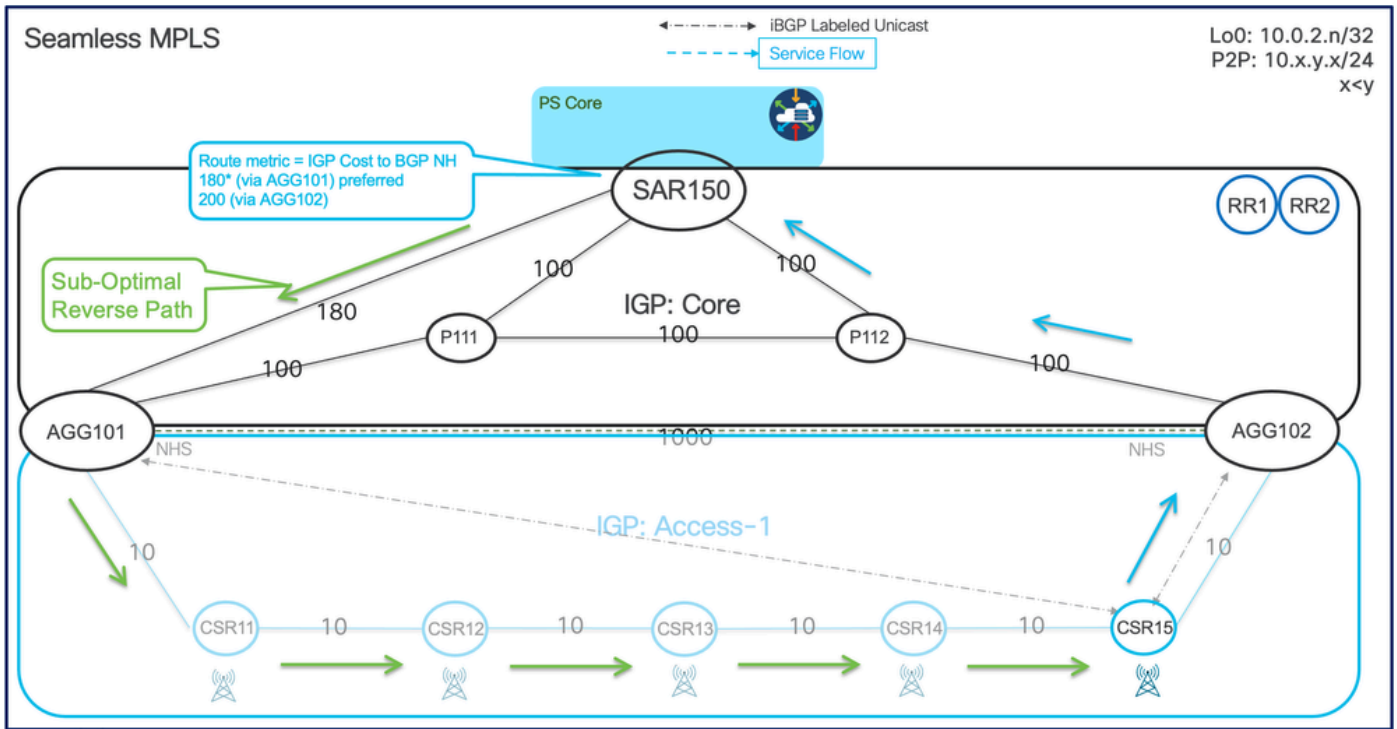 Seamless MPLS
iBGP Labeled Unicast
Service Flow
Lo0: 10.0.2.n/32
P2P: 10.x.y.x/24
x<y
PS Core
Route metric = IGP Cost to BGP NH
180* (via AGG101) preferred
200 (via AGG102)
SAR150
RR1
RR2
Sub-Optimal
Reverse Path
100
100
180
IGP: Core
P111
100
P112
100
100
AGG101
1000
AGG102
NHS
NHS
IGP: Access-1
10
10
CSR11
10
CSR12
10
CSR13
10
CSR14
10
CSR15